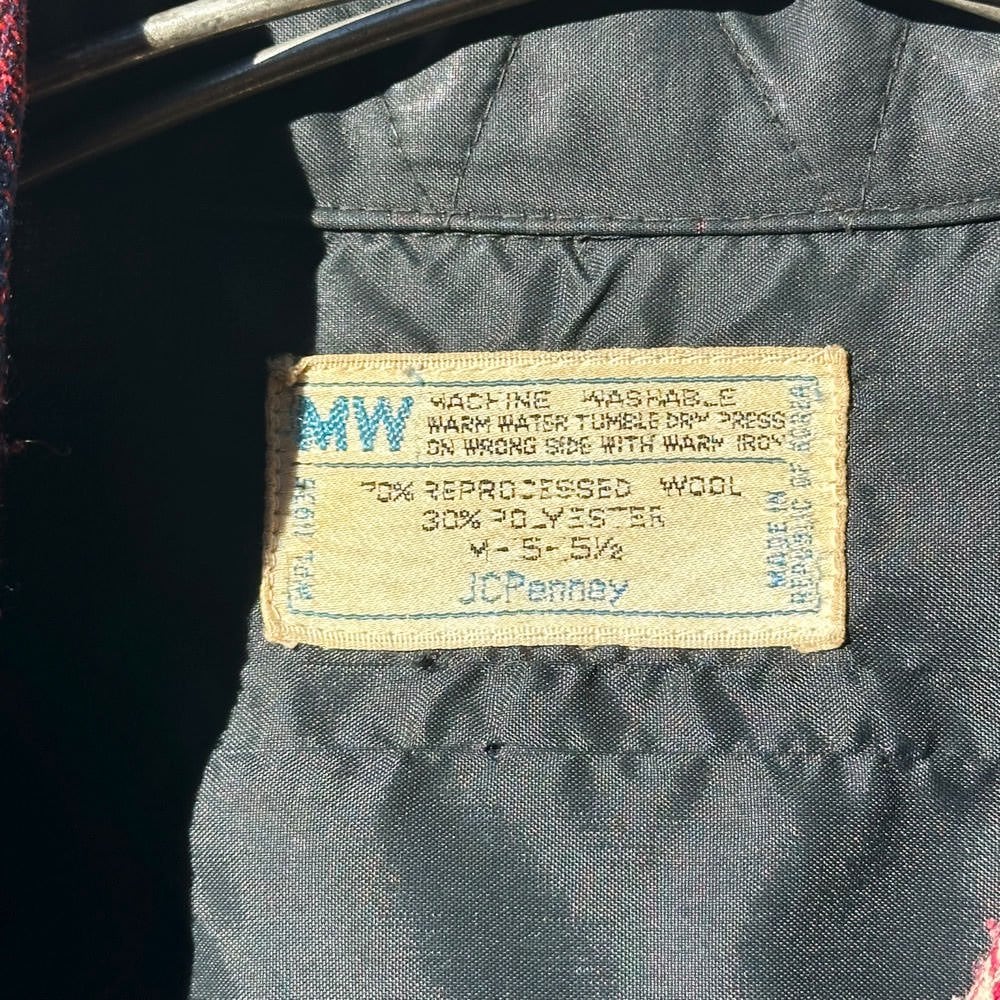 MW
MACHINE WASHABLE
WARM WATER TUMBLE DRY PRESS
ON WRONG SIDE WITH WARM IRON
70% REPROCESSED WOOL
30% POLYESTER
M-5-5½
JCPenney
MADE IN
REPUBLIC OF KOREA